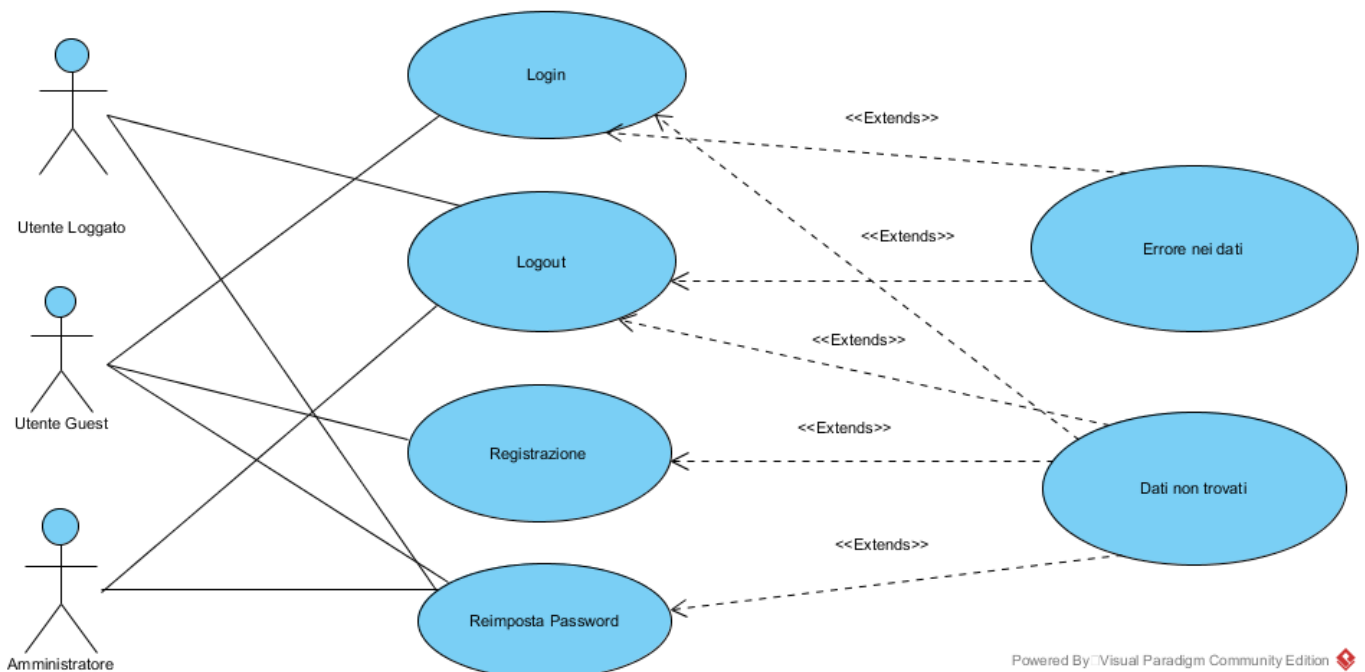 Login
<<Extends>>
Utente Loggato
<<Extends>>
Errore nei dati
Logout
<<Extends>>
Utente Guest
<<Extends>>
Registrazione
Dati non trovati
<<Extends>>
Reimposta Password
Amministratore
Powered By Visual Paradigm Community Edition